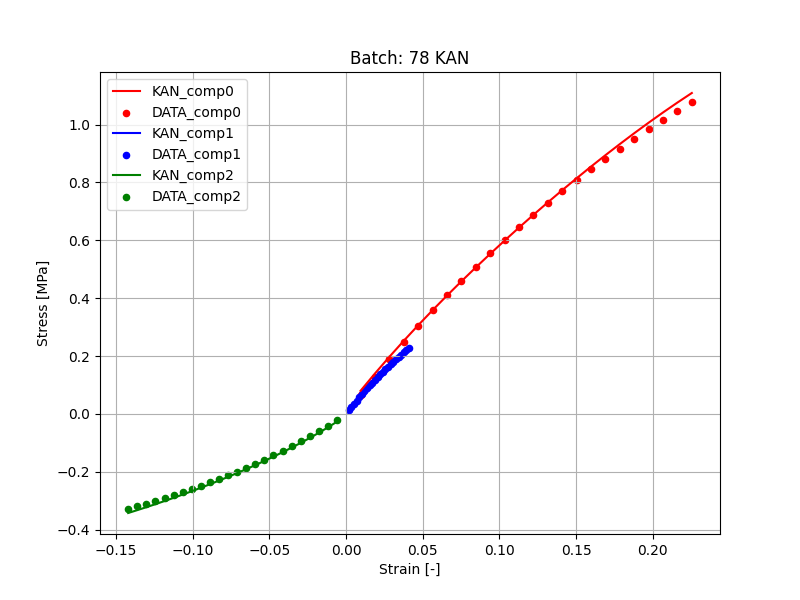 Batch: 78 KAN
KAN_comp0
DATA_comp0
KAN_comp1
DATA_comp1
KAN_comp2
DATA_comp2
1.0
0.8
0.6
0.4
0.2
0.0
−0.2
−0.4
Stress [MPa]
−0.15
−0.10
−0.05
0.00
0.05
0.10
0.15
0.20
Strain [-]